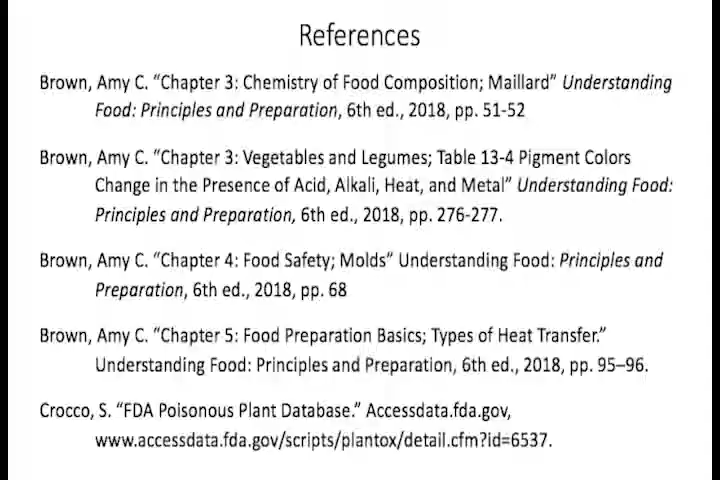 References
Brown, Amy C. “Chapter 3: Chemistry of Food Composition; Maillard” Understanding
Food: Principles and Preparation, 6th ed., 2018, pp. 51-52
Brown, Amy C. “Chapter 3: Vegetables and Legumes; Table 13-4 Pigment Colors
Change in the Presence of Acid, Alkali, Heat, and Metal” Understanding Food:
Principles and Preparation, 6th ed., 2018, pp. 276-277.
Brown, Amy C. “Chapter 4: Food Safety; Molds” Understanding Food: Principles and
Preparation, 6th ed., 2018, pp. 68
Brown, Amy C. “Chapter 5: Food Preparation Basics; Types of Heat Transfer.”
Understanding Food: Principles and Preparation, 6th ed., 2018, pp. 95–96.
Crocco, S. “FDA Poisonous Plant Database.” Accessdata.fda.gov,
www.accessdata.fda.gov/scripts/plantox/detail.cfm?id=6537.